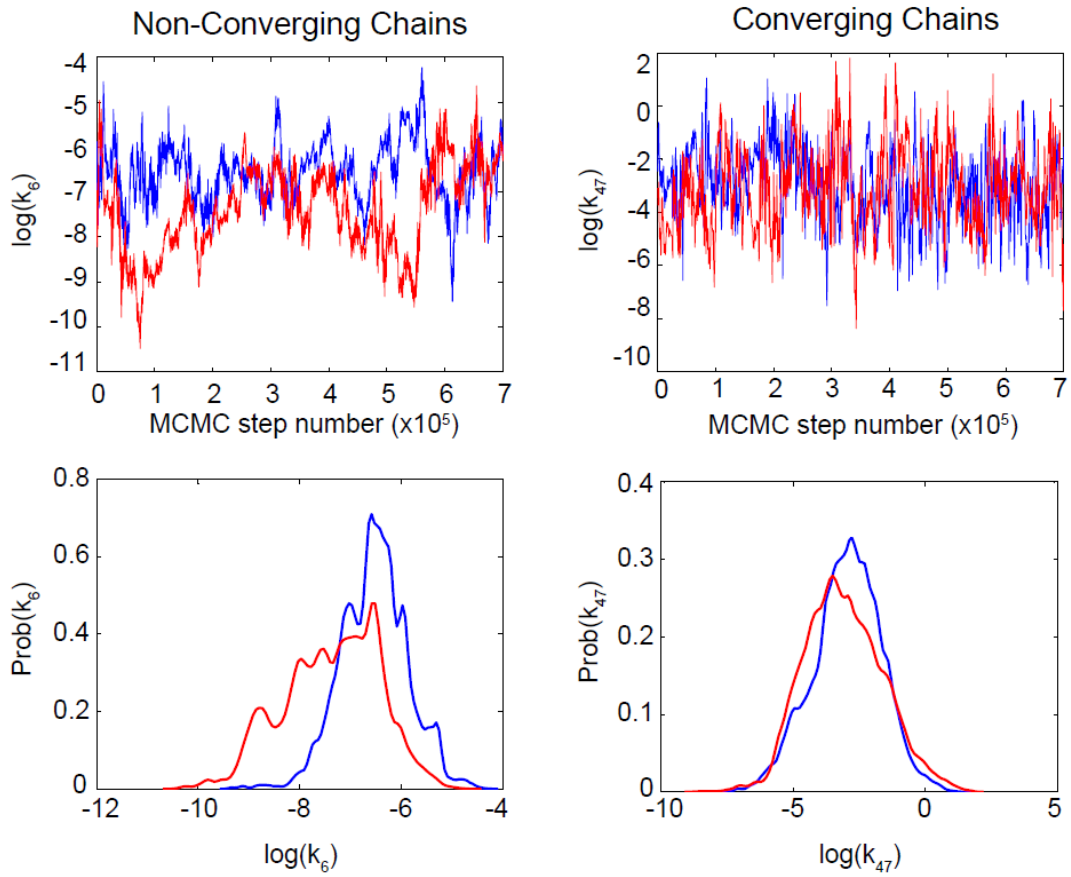 Non-Converging Chains
Converging Chains
-4
-5
-6
-7
-8
-9
-10
-11
log(k6)
0 1 2 3 4 5 6 7
MCMC step number (x10⁵)
2
0
-2
-4
-6
-8
-10
log(k47)
0 1 2 3 4 5 6 7
MCMC step number (x10⁵)
0.8
0.6
0.4
0.2
0
Prob(k6)
-12 -10 -8 -6 -4
log(k6)
0.4
0.3
0.2
0.1
0
Prob(k47)
-10 -5 0 5
log(k47)